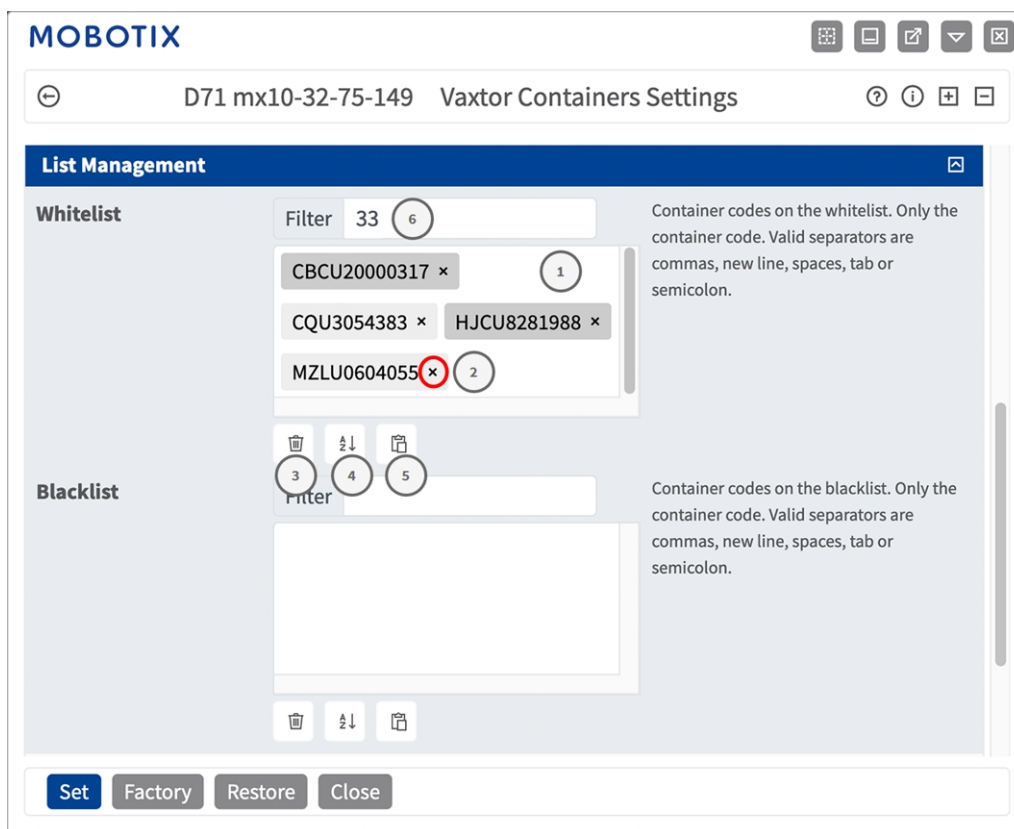 MOBOTIX
D71 mx10-32-75-149 Vaxtor Containers Settings
List Management
Whitelist
Filter 33 6
Container codes on the whitelist. Only the
container code. Valid separators are
commas, new line, spaces, tab or
semicolon.
CBCU20000317 × 1
CQU3054383 × HJCU8281988 ×
MZLU0604055 × 2
3 4 5
Blacklist
Filter
Container codes on the blacklist. Only the
container code. Valid separators are
commas, new line, spaces, tab or
semicolon.
Set Factory Restore Close